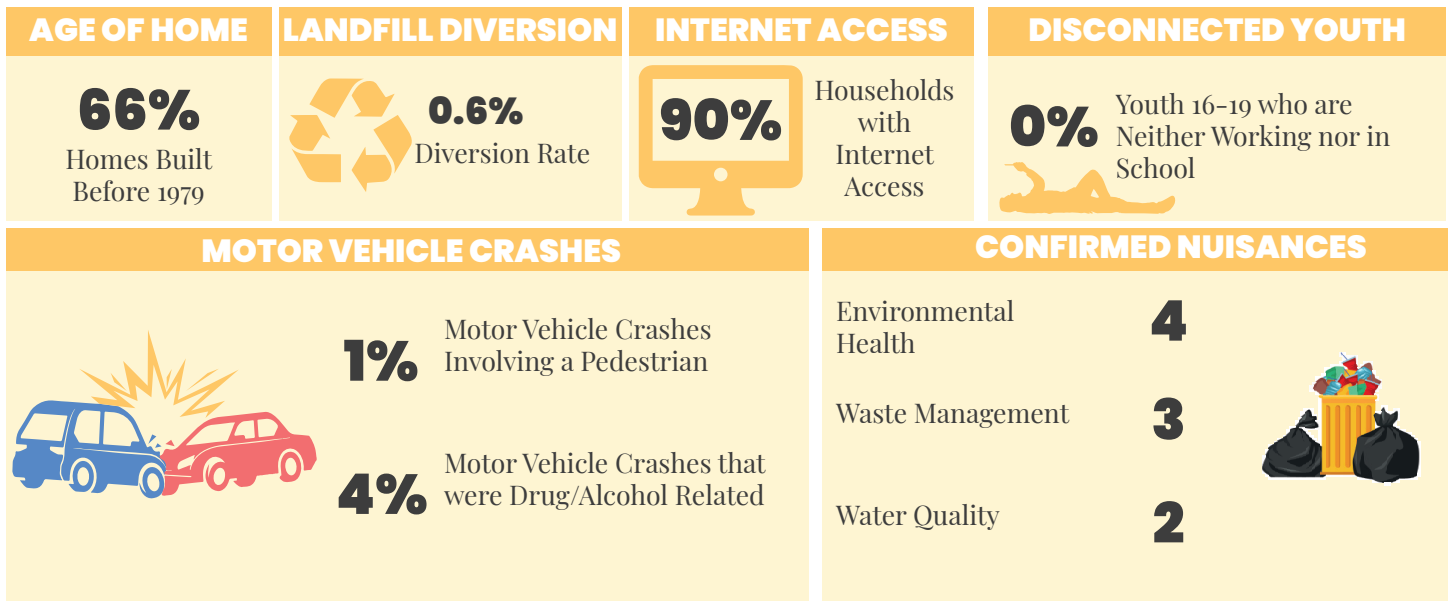 AGE OF HOME
66%
Homes Built
Before 1979
LANDFILL DIVERSION
0.6%
Diversion Rate
INTERNET ACCESS
90%
Households
with
Internet
Access
DISCONNECTED YOUTH
0%
Youth 16-19 who are
Neither Working nor in
School
MOTOR VEHICLE CRASHES
1%
Motor Vehicle Crashes
Involving a Pedestrian
4%
Motor Vehicle Crashes that
were Drug/Alcohol Related
CONFIRMED NUISANCES
Environmental
Health
4
Waste Management
3
Water Quality
2